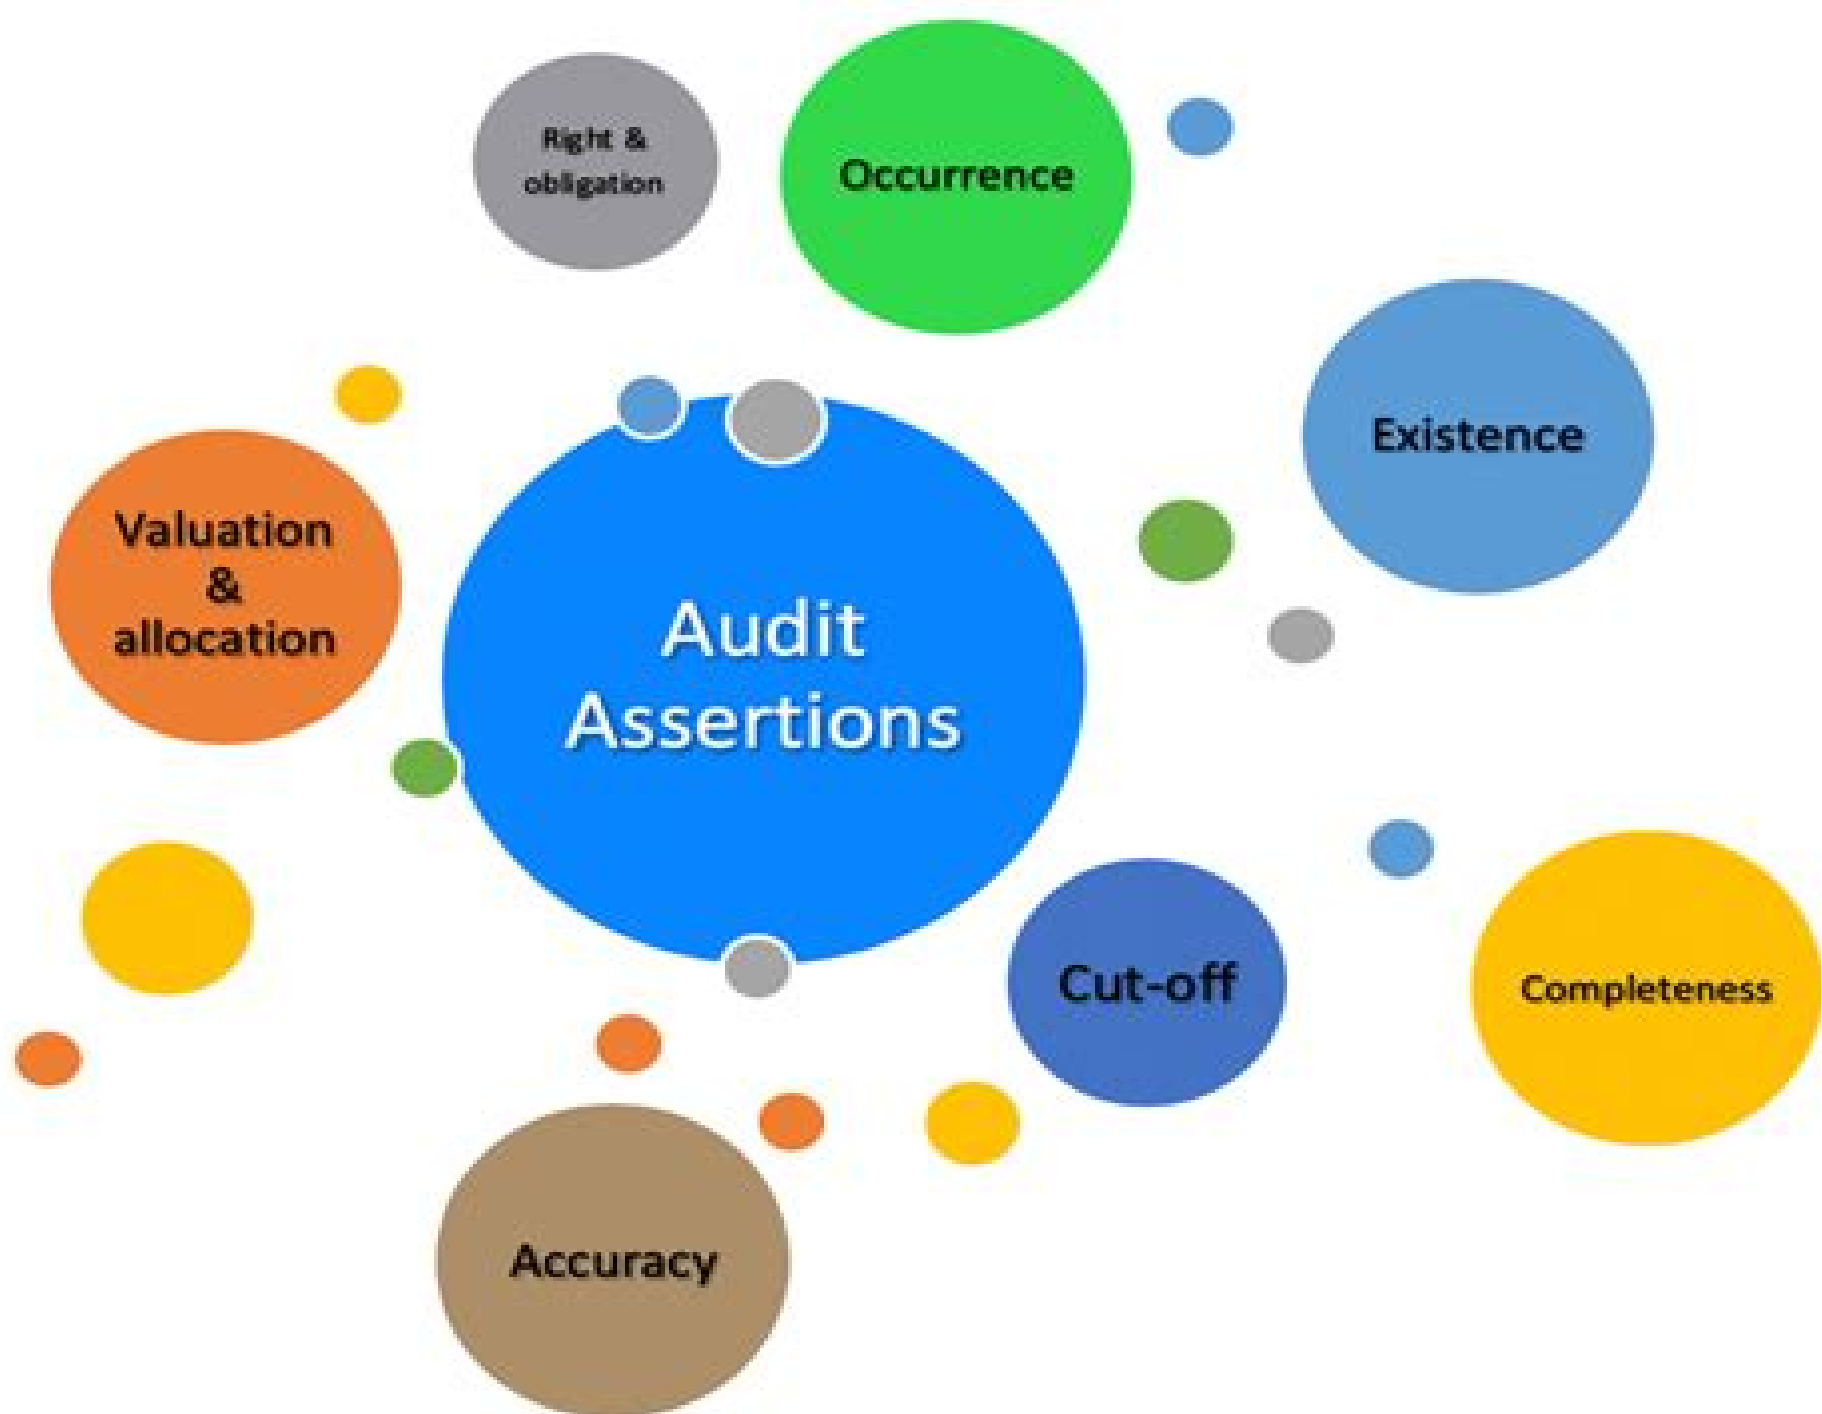 Right &
obligation
Occurrence
Existence
Valuation
&
allocation
Audit
Assertions
Cut-off
Completeness
Accuracy